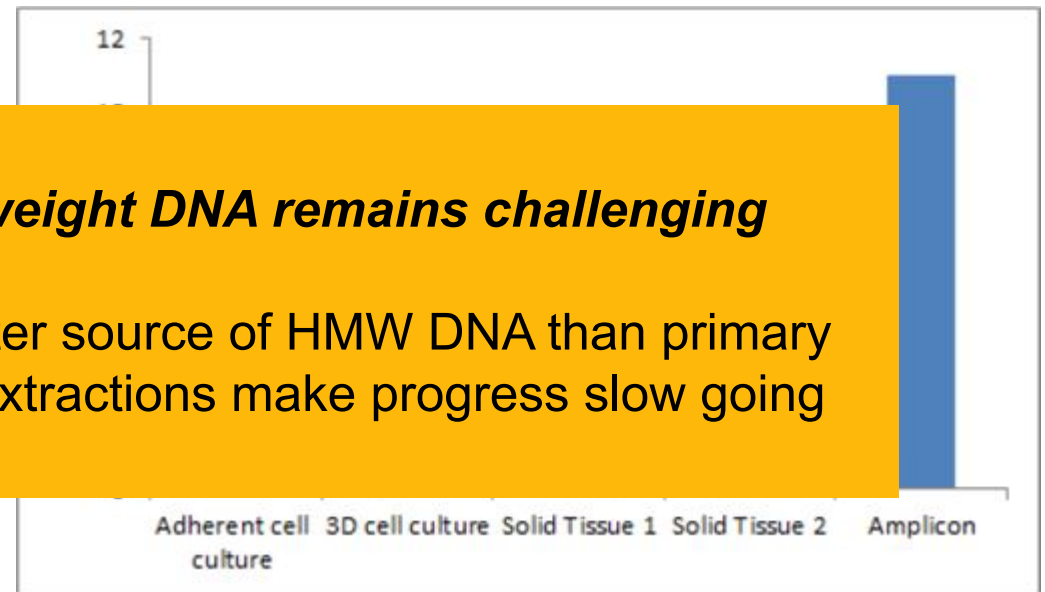 12
weight DNA remains challenging
er source of HMW DNA than primary
xtractions make progress slow going
Adherent cell 3D cell culture Solid Tissue 1 Solid Tissue 2 Amplicon
culture